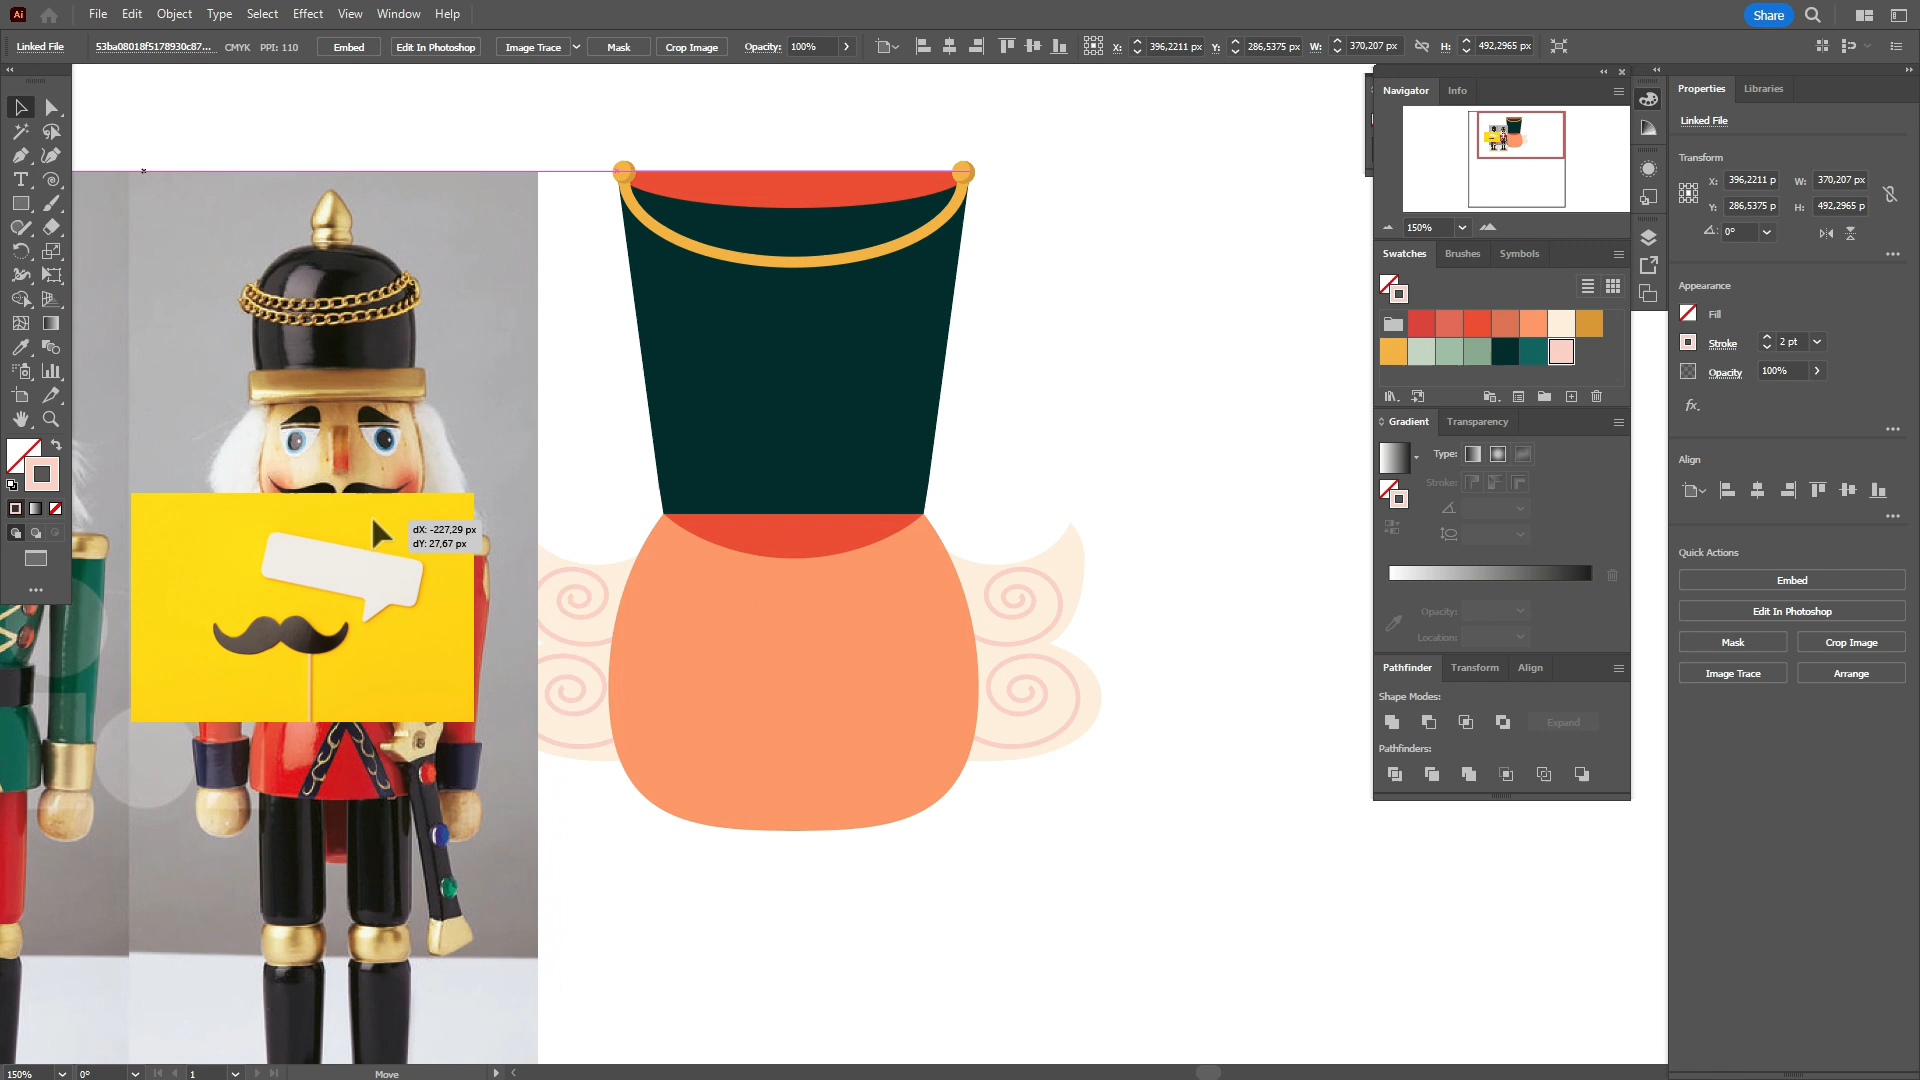 Ai File Edit Object Type Select Effect View Window Help Share
Linked File 53ba08018f5178930c87... CMYK PPI: 110 Embed Edit In Photoshop Image Trace Mask Crop Image Opacity: 100% X: 396,2211 px Y: 286,5375 px W: 370,207 px H: 492,2965 px
Navigator Info
150%
Swatches Brushes Symbols
Gradient Transparency
Type:
Stroke:
Opacity:
Location:
Pathfinder Transform Align
Shape Modes:
Expand
Pathfinders:
Properties Libraries
Linked File
Transform
X: 396,2211 p W: 370,207 px
Y: 286,5375 p H: 492,2965 p
0°
Appearance
Fill
Stroke 2 pt
Opacity 100%
fx.
Align
Quick Actions
Embed
Edit In Photoshop
Mask Crop Image
Image Trace Arrange
dX: -227,29 px
dY: 27,67 px
150% 0° 1 Move